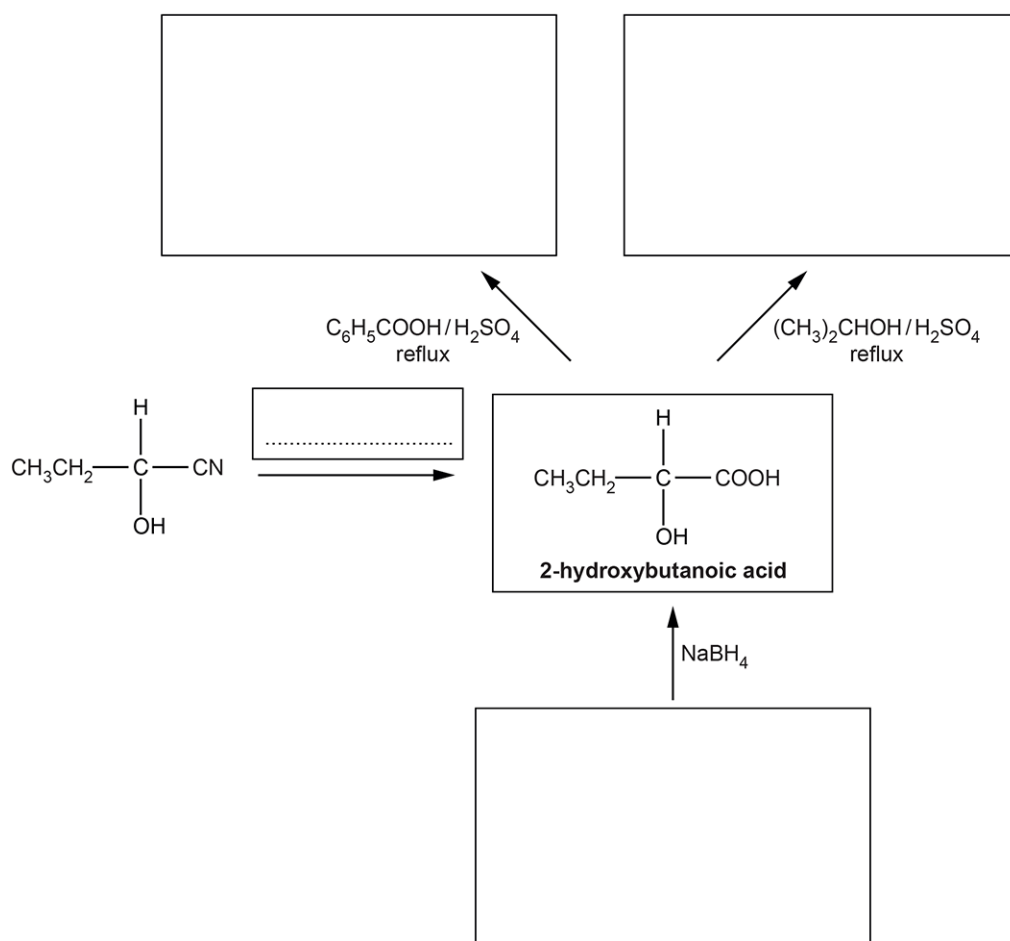 C₆H₅COOH/H₂SO₄
reflux
(CH₃)₂CHOH/H₂SO₄
reflux
H
CH₃CH₂—C—CN
OH
H
CH₃CH₂—C—COOH
OH
2-hydroxybutanoic acid
NaBH₄